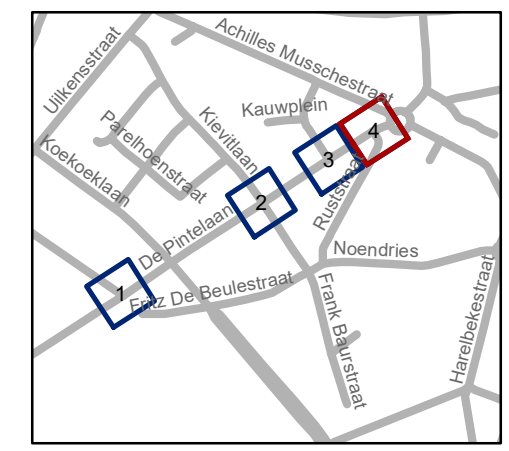 Achilles Musschestraat
Uilkensstraat
Kauwplein
Kievitlaan
Parelhoenstraat
Koekoeklaan
4
3
Ruststraat
2
De Pintelaan
Noendries
1
Fritz De Beulestraat
Frank Baurstraat
Harelbekestraat